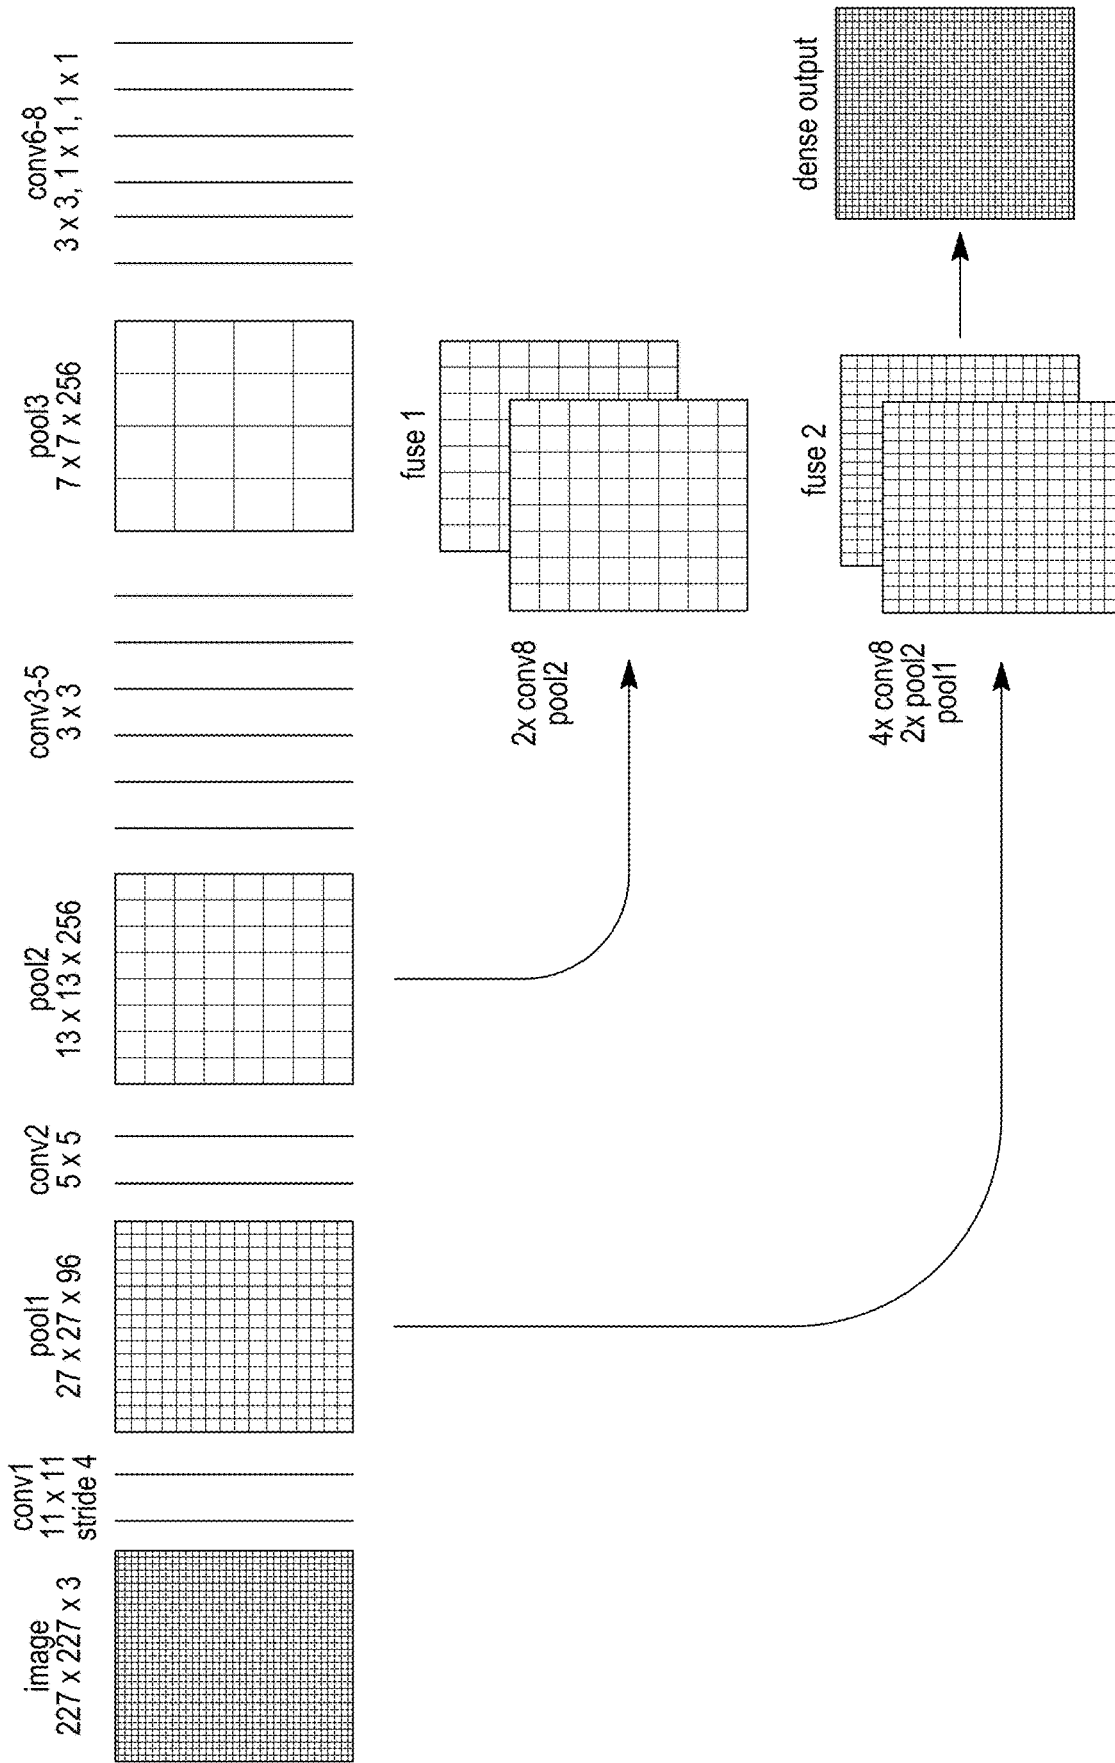 image
227 x 227 x 3
conv1
11 x 11
stride 4
pool1
27 x 27 x 96
conv2
5 x 5
pool2
13 x 13 x 256
conv3-5
3 x 3
pool3
7 x 7 x 256
conv6-8
3 x 3, 1 x 1, 1 x 1
2x conv8
pool2
fuse 1
4x conv8
2x pool2
pool1
fuse 2
dense output